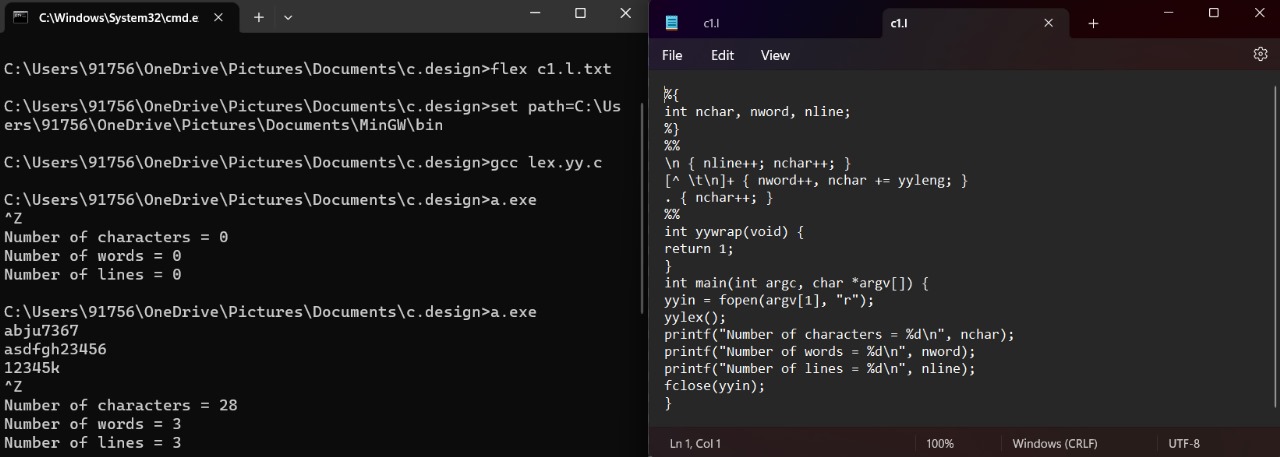 C:\Windows\System32\cmd.e
C:\Users\91756\OneDrive\Pictures\Documents\c.design>flex c1.l.txt
C:\Users\91756\OneDrive\Pictures\Documents\c.design>set path=C:\Us
ers\91756\OneDrive\Pictures\Documents\MinGW\bin
C:\Users\91756\OneDrive\Pictures\Documents\c.design>gcc lex.yy.c
C:\Users\91756\OneDrive\Pictures\Documents\c.design>a.exe
^Z
Number of characters = 0
Number of words = 0
Number of lines = 0
C:\Users\91756\OneDrive\Pictures\Documents\c.design>a.exe
abju7367
asdfgh23456
12345k
^Z
Number of characters = 28
Number of words = 3
Number of lines = 3
c1.l
c1.l
File Edit View
%{
int nchar, nword, nline;
%}
%%
\n { nline++; nchar++; }
[^ \t\n]+ { nword++, nchar += yyleng; }
. { nchar++; }
%%
int yywrap(void) {
return 1;
}
int main(int argc, char *argv[]) {
yyin = fopen(argv[1], "r");
yylex();
printf("Number of characters = %d\n", nchar);
printf("Number of words = %d\n", nword);
printf("Number of lines = %d\n", nline);
fclose(yyin);
}
Ln 1, Col 1 100% Windows (CRLF) UTF-8